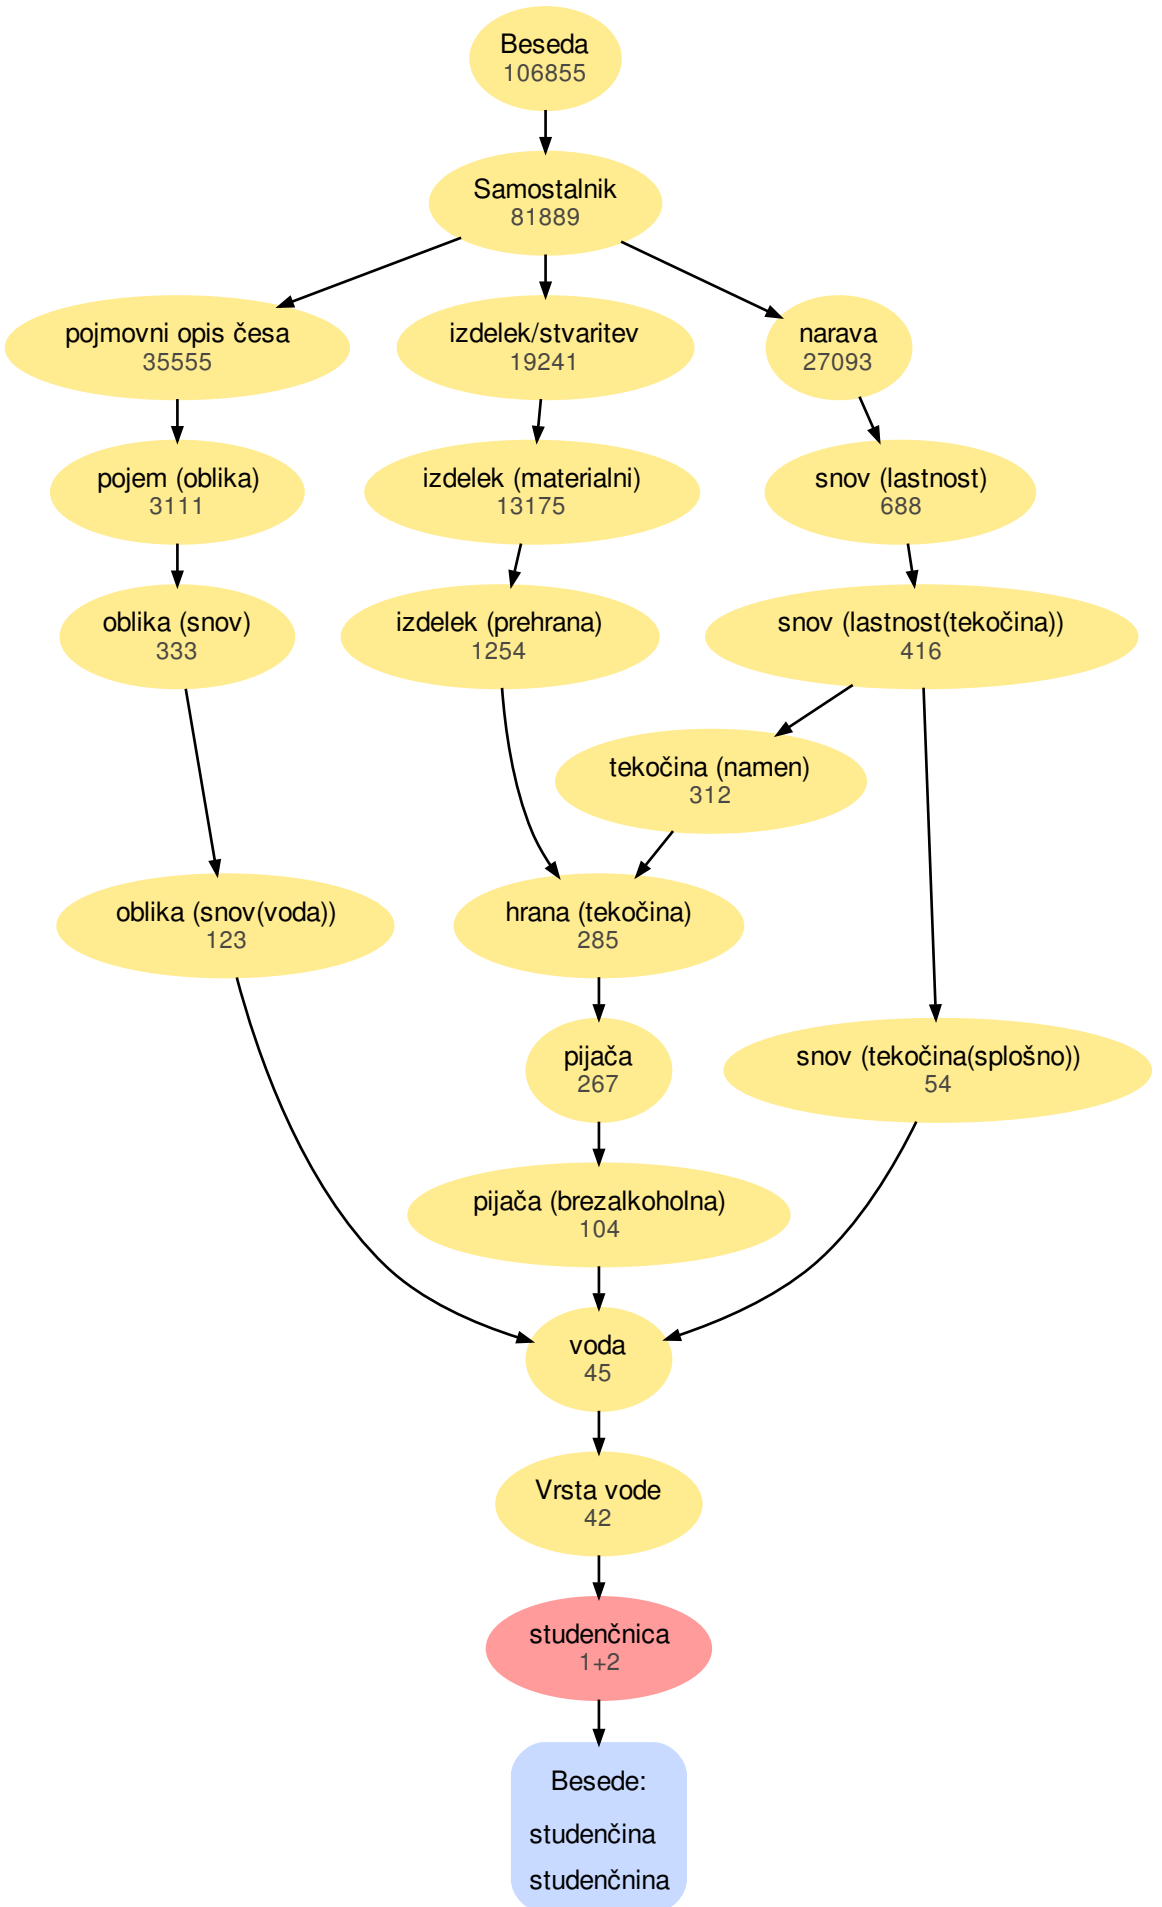 Beseda
106855
Samostalnik
81889
pojmovni opis česa
35555
izdelek/stvaritev
19241
narava
27093
pojem (oblika)
3111
izdelek (materialni)
13175
snov (lastnost)
688
oblika (snov)
333
izdelek (prehrana)
1254
snov (lastnost(tekočina))
416
tekočina (namen)
312
oblika (snov(voda))
123
hrana (tekočina)
285
pijača
267
snov (tekočina(splošno))
54
pijača (brezalkoholna)
104
voda
45
Vrsta vode
42
studenčnica
1+2
Besede:
studenčina
studenčnina